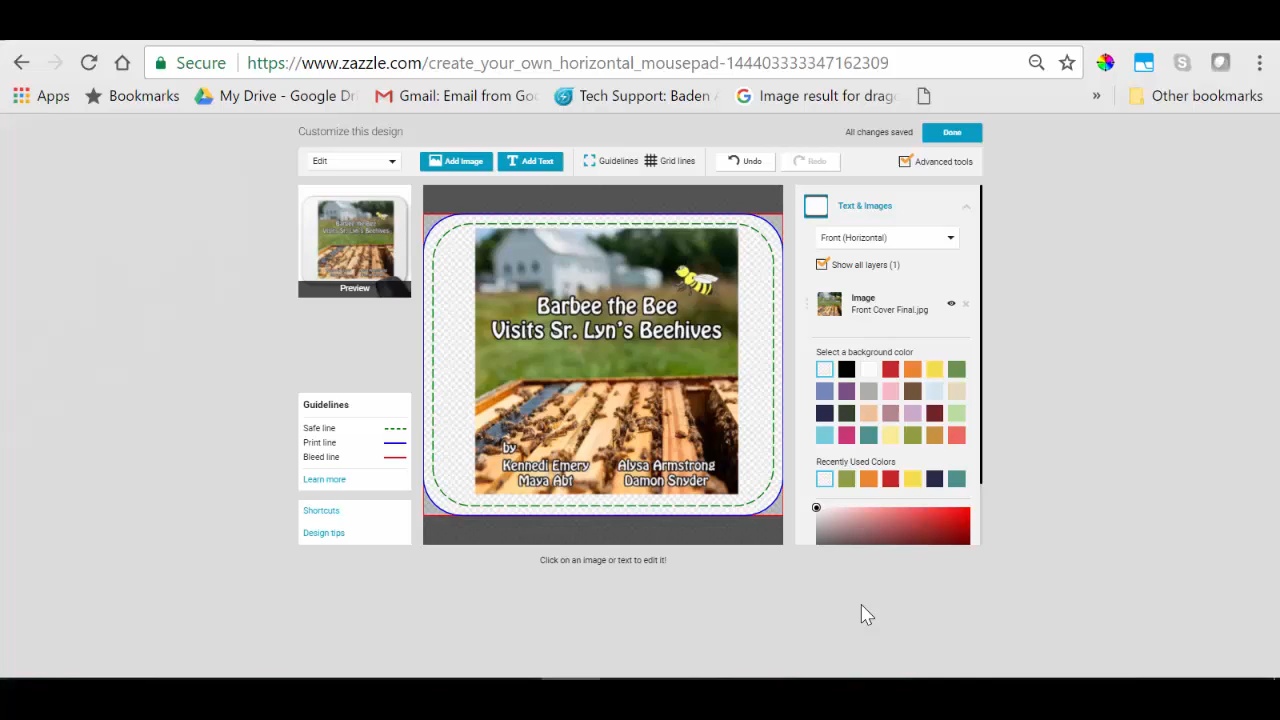 Secure https://www.zazzle.com/create_your_own_horizontal_mousepad-144403333347162309
Apps Bookmarks My Drive - Google Dri Gmail: Email from Goo Tech Support: Baden Image result for drago » Other bookmarks
Customize this design All changes saved Done
Edit Add Image Add Text Guidelines Grid lines Undo Redo Advanced tools
Text & Images
Front (Horizontal)
Show all layers (1)
Image
Front Cover Final.jpg
Select a background color
Recently Used Colors
Preview
Guidelines
Safe line
Print line
Bleed line
Learn more
Shortcuts
Design tips
Barbee the Bee
Visits Sr. Lyn's Beehives
by
Kennedi Emery Alysa Armstrong
Maya Abt Damon Snyder
Click on an image or text to edit it!